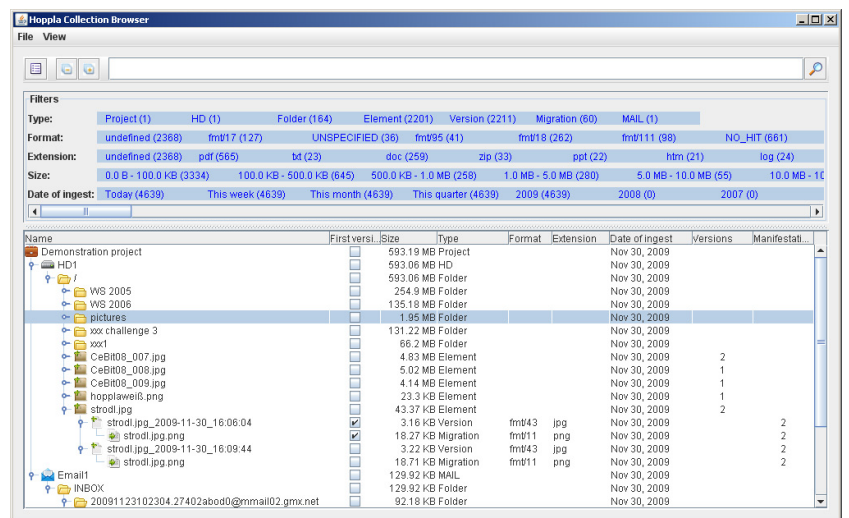 Hoppla Collection Browser
File View
Filters
Type: Project (1) HD (1) Folder (164) Element (2201) Version (2211) Migration (60) MAIL (1)
Format: undefined (2368) fmt/17 (127) UNSPECIFIED (36) fmt/95 (41) fmt/18 (262) fmt/111 (98) NO_HIT (661)
Extension: undefined (2368) pdf (565) txt (23) doc (259) zip (33) ppt (22) htm (21) log (24)
Size: 0.0 B - 100.0 KB (3334) 100.0 KB - 500.0 KB (645) 500.0 KB - 1.0 MB (258) 1.0 MB - 5.0 MB (280) 5.0 MB - 10.0 MB (55) 10.0 MB - 10
Date of ingest: Today (4639) This week (4639) This month (4639) This quarter (4639) 2009 (4639) 2008 (0) 2007 (0)
Name First versi... Size Type Format Extension Date of ingest Versions Manifestati...
Demonstration project 593.19 MB Project Nov 30, 2009
HD1 593.06 MB HD Nov 30, 2009
/ 593.06 MB Folder Nov 30, 2009
WS 2005 254.9 MB Folder Nov 30, 2009
WS 2006 135.18 MB Folder Nov 30, 2009
pictures 1.95 MB Folder Nov 30, 2009
xxx challenge 3 131.22 MB Folder Nov 30, 2009
xxx1 66.2 MB Folder Nov 30, 2009
CeBit08_007.jpg 4.83 MB Element Nov 30, 2009 2
CeBit08_008.jpg 5.02 MB Element Nov 30, 2009 1
CeBit08_009.jpg 4.14 MB Element Nov 30, 2009 1
hopplaweiß.png 23.3 KB Element Nov 30, 2009 1
strodl.jpg 43.37 KB Element Nov 30, 2009 2
strodl.jpg_2009-11-30_16:06:04 3.16 KB Version fmt/43 jpg Nov 30, 2009 2
strodl.jpg.png 18.27 KB Migration fmt/11 png Nov 30, 2009 2
strodl.jpg_2009-11-30_16:09:44 3.22 KB Version fmt/43 jpg Nov 30, 2009 2
strodl.jpg.png 18.71 KB Migration fmt/11 png Nov 30, 2009 2
Email1 129.92 KB MAIL Nov 30, 2009
INBOX 129.92 KB Folder Nov 30, 2009
20091123102304.27402abod0@mmail02.gmx.net 92.18 KB Folder Nov 30, 2009